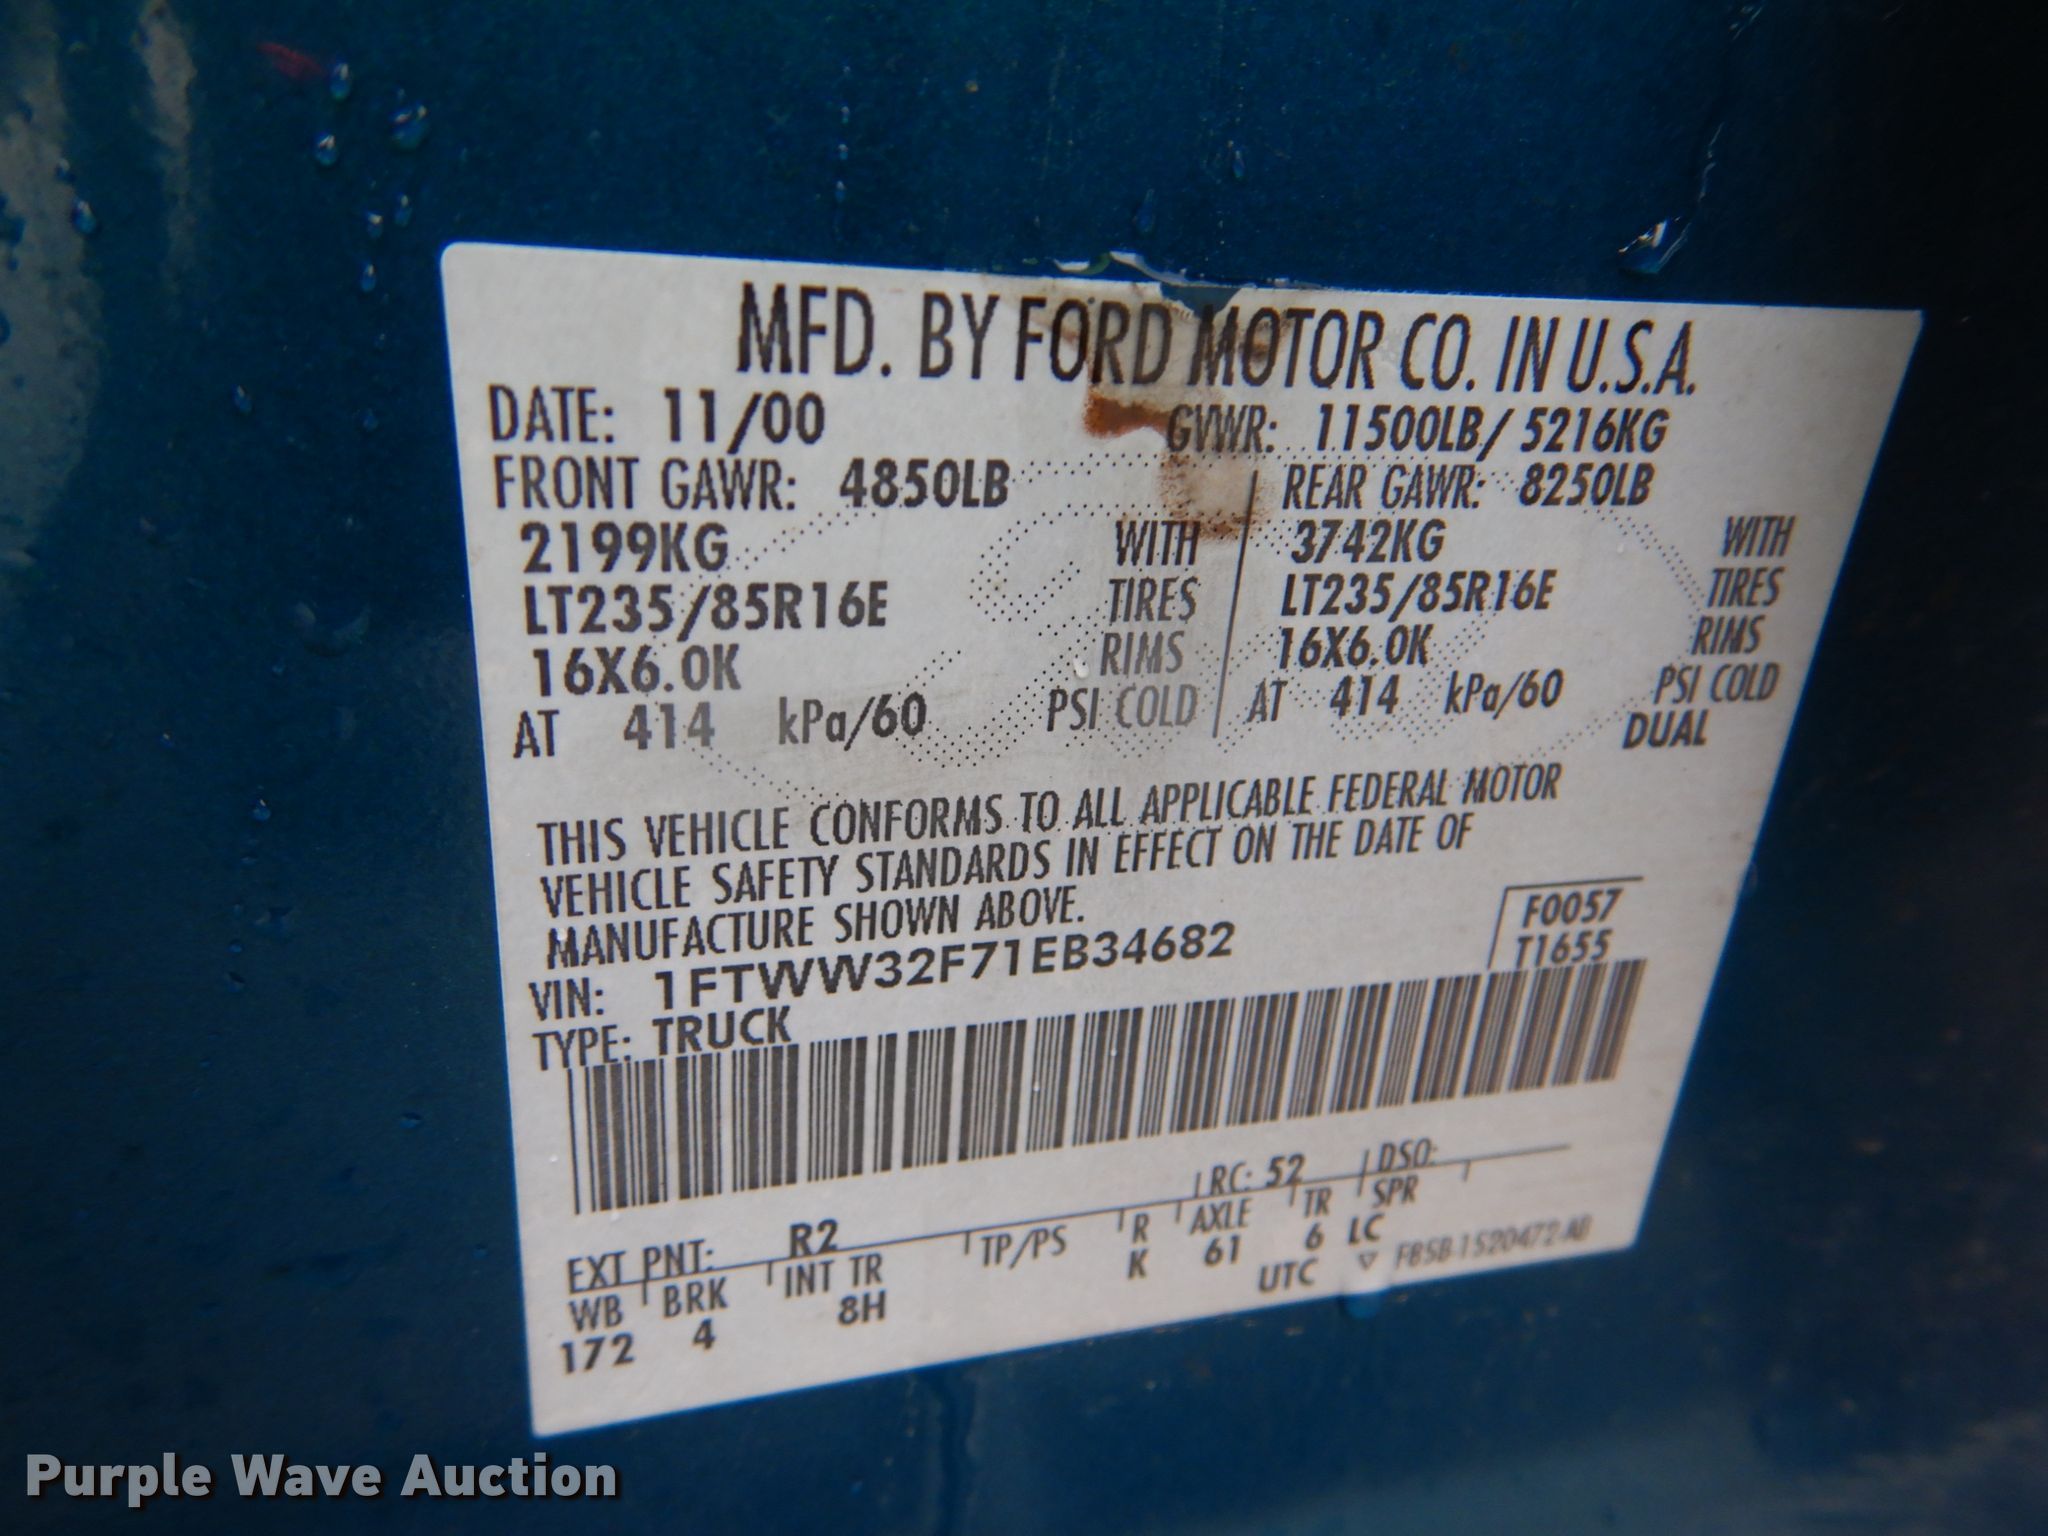 MFD. BY FORD MOTOR CO. IN U.S.A.
DATE: 11/00 GVWR: 11500LB/ 5216KG
FRONT GAWR: 4850LB REAR GAWR: 8250LB
2199KG WITH 3742KG WITH
LT235/85R16E TIRES LT235/85R16E TIRES
16X6.0K RIMS 16X6.0K RIMS
AT 414 kPa/60 PSI COLD AT 414 kPa/60 PSI COLD
DUAL
THIS VEHICLE CONFORMS TO ALL APPLICABLE FEDERAL MOTOR
VEHICLE SAFETY STANDARDS IN EFFECT ON THE DATE OF
MANUFACTURE SHOWN ABOVE.
VIN: 1FTWW32F71EB34682
F0057
T1655
TYPE: TRUCK
EXT PNT: R2 RC: 52 DSO:
WB BRK INT TR TP/PS R AXLE TR SPR
172 4 8H K 61 6 LC
UTC ▽ F85B-1520472-AB
Purple Wave Auction